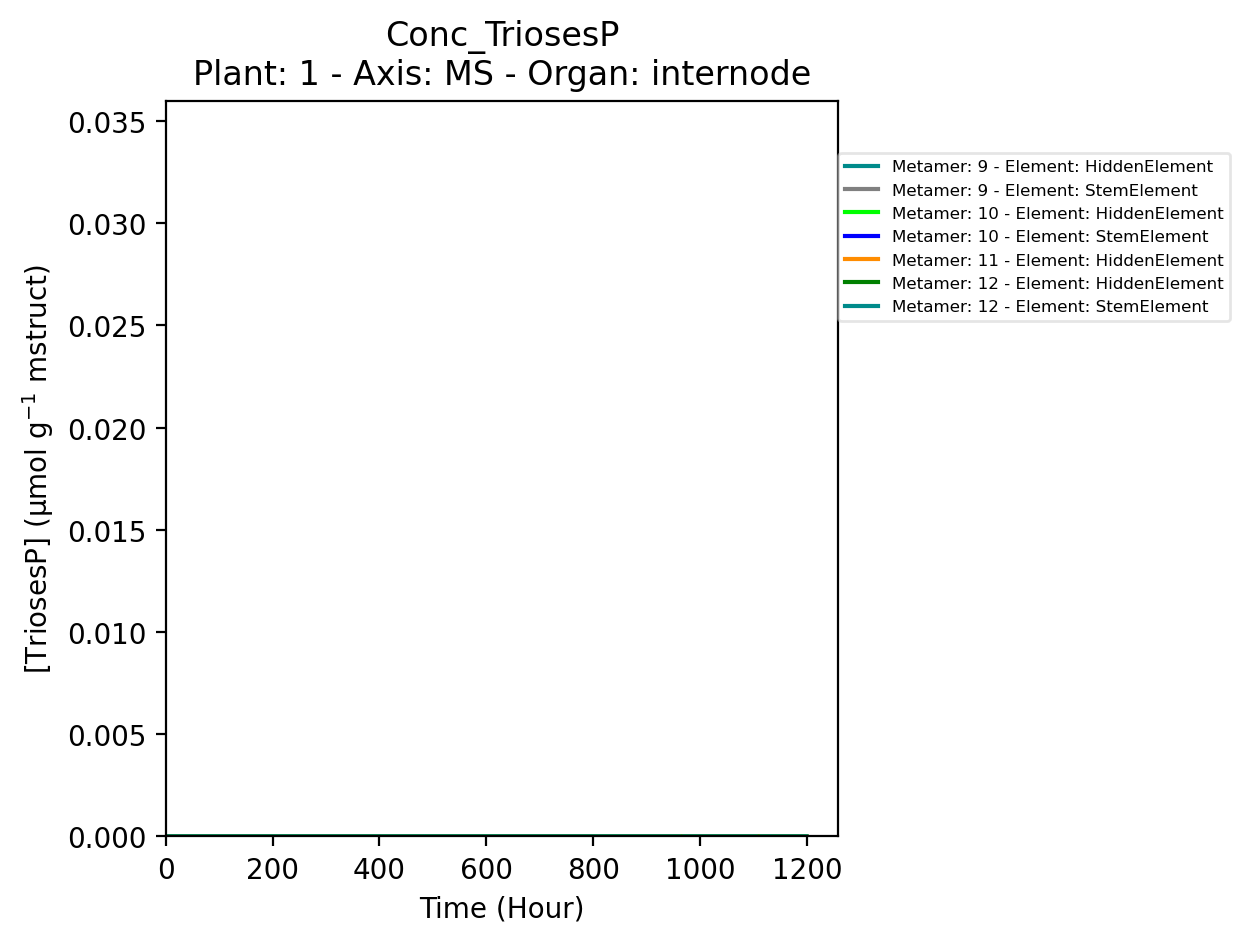 Conc_TriosesP
Plant: 1 - Axis: MS - Organ: internode
[TriosesP] (µmol g⁻¹ mstruct)
0.035
0.030
0.025
0.020
0.015
0.010
0.005
0.000
0 200 400 600 800 1000 1200
Time (Hour)
Metamer: 9 - Element: HiddenElement
Metamer: 9 - Element: StemElement
Metamer: 10 - Element: HiddenElement
Metamer: 10 - Element: StemElement
Metamer: 11 - Element: HiddenElement
Metamer: 12 - Element: HiddenElement
Metamer: 12 - Element: StemElement